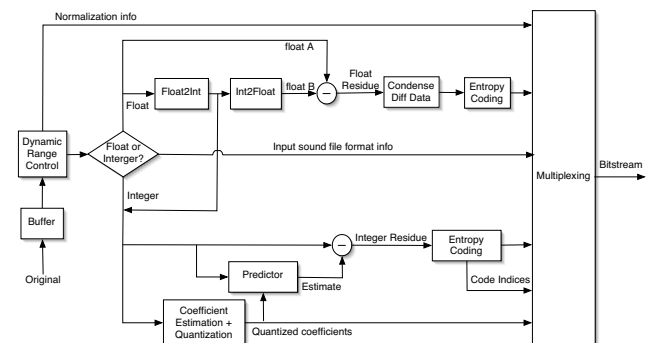 Normalization info
float A
Float
Float2Int
Int2Float
float B
−
Float
Residue
Condense
Diff Data
Entropy
Coding
Dynamic
Range
Control
Float or
Interger?
Input sound file format info
Multiplexing
Bitstream
Integer
Buffer
Original
−
Integer Residue
Entropy
Coding
Predictor
Estimate
Code Indices
Coefficient
Estimation +
Quantization
Quantized coefficients